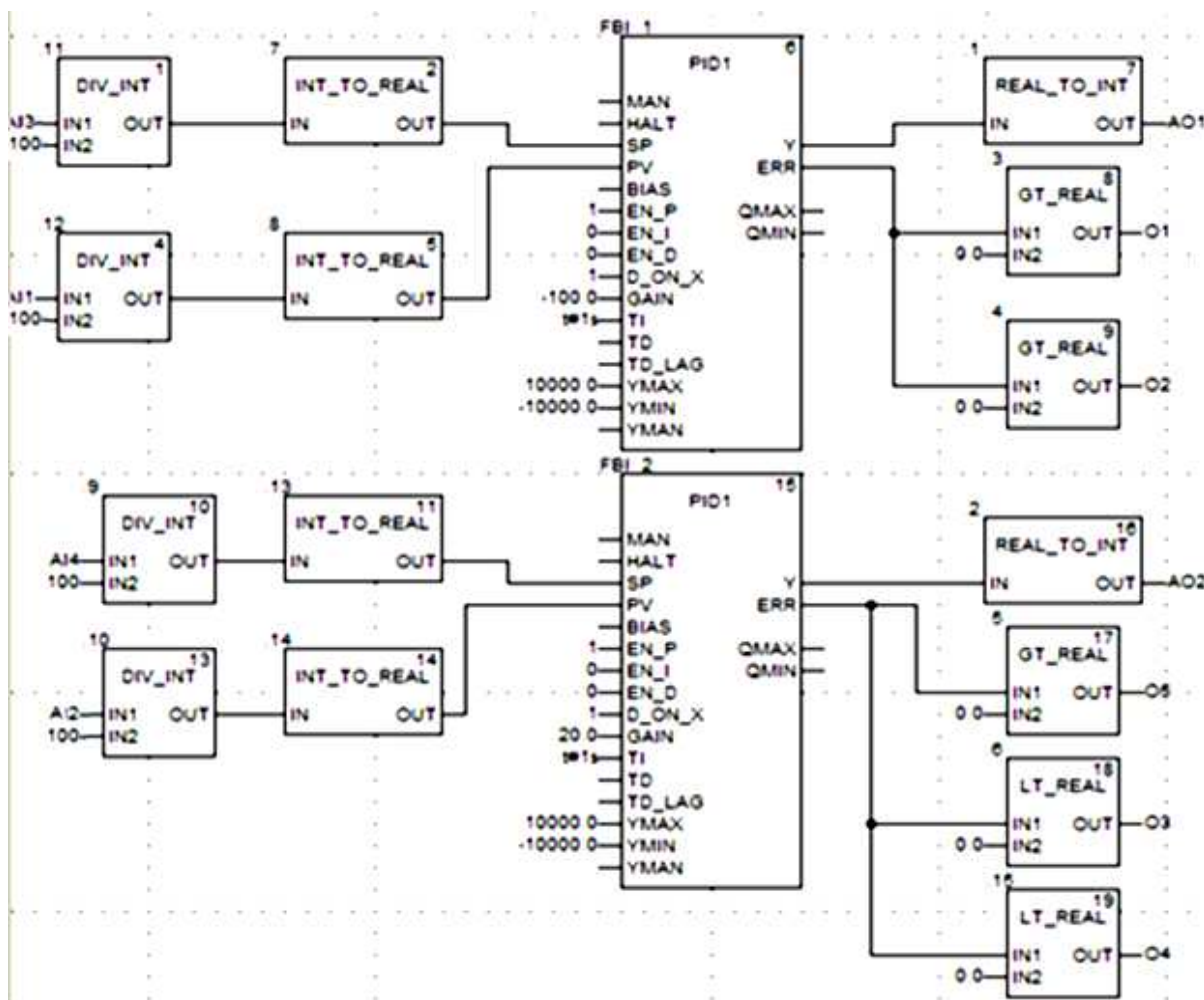 FBI_1
11
DIV_INT 1
AI3 IN1 OUT
100 IN2
7
INT_TO_REAL 2
IN OUT
12
DIV_INT 4
AI1 IN1 OUT
100 IN2
8
INT_TO_REAL 5
IN OUT
PID1 6
MAN
HALT
SP Y
PV ERR
BIAS
1 EN_P QMAX
0 EN_I QMIN
0 EN_D
1 D_ON_X
-100 0 GAIN
TI
TD
TD_LAG
10000 0 YMAX
-10000 0 YMIN
YMAN
1
REAL_TO_INT 7
IN OUT AO1
3
GT_REAL 8
IN1 OUT O1
0 0 IN2
4
GT_REAL 9
IN1 OUT O2
0 0 IN2
FBI_2
9
DIV_INT 10
AI4 IN1 OUT
100 IN2
13
INT_TO_REAL 11
IN OUT
10
DIV_INT 13
AI2 IN1 OUT
100 IN2
14
INT_TO_REAL 14
IN OUT
PID1 15
MAN
HALT
SP Y
PV ERR
BIAS
1 EN_P QMAX
0 EN_I QMIN
0 EN_D
1 D_ON_X
20 0 GAIN
TI
TD
TD_LAG
10000 0 YMAX
-10000 0 YMIN
YMAN
2
REAL_TO_INT 16
IN OUT AO2
5
GT_REAL 17
IN1 OUT O5
0 0 IN2
6
LT_REAL 18
IN1 OUT O3
0 0 IN2
15
LT_REAL 19
IN1 OUT O4
0 0 IN2